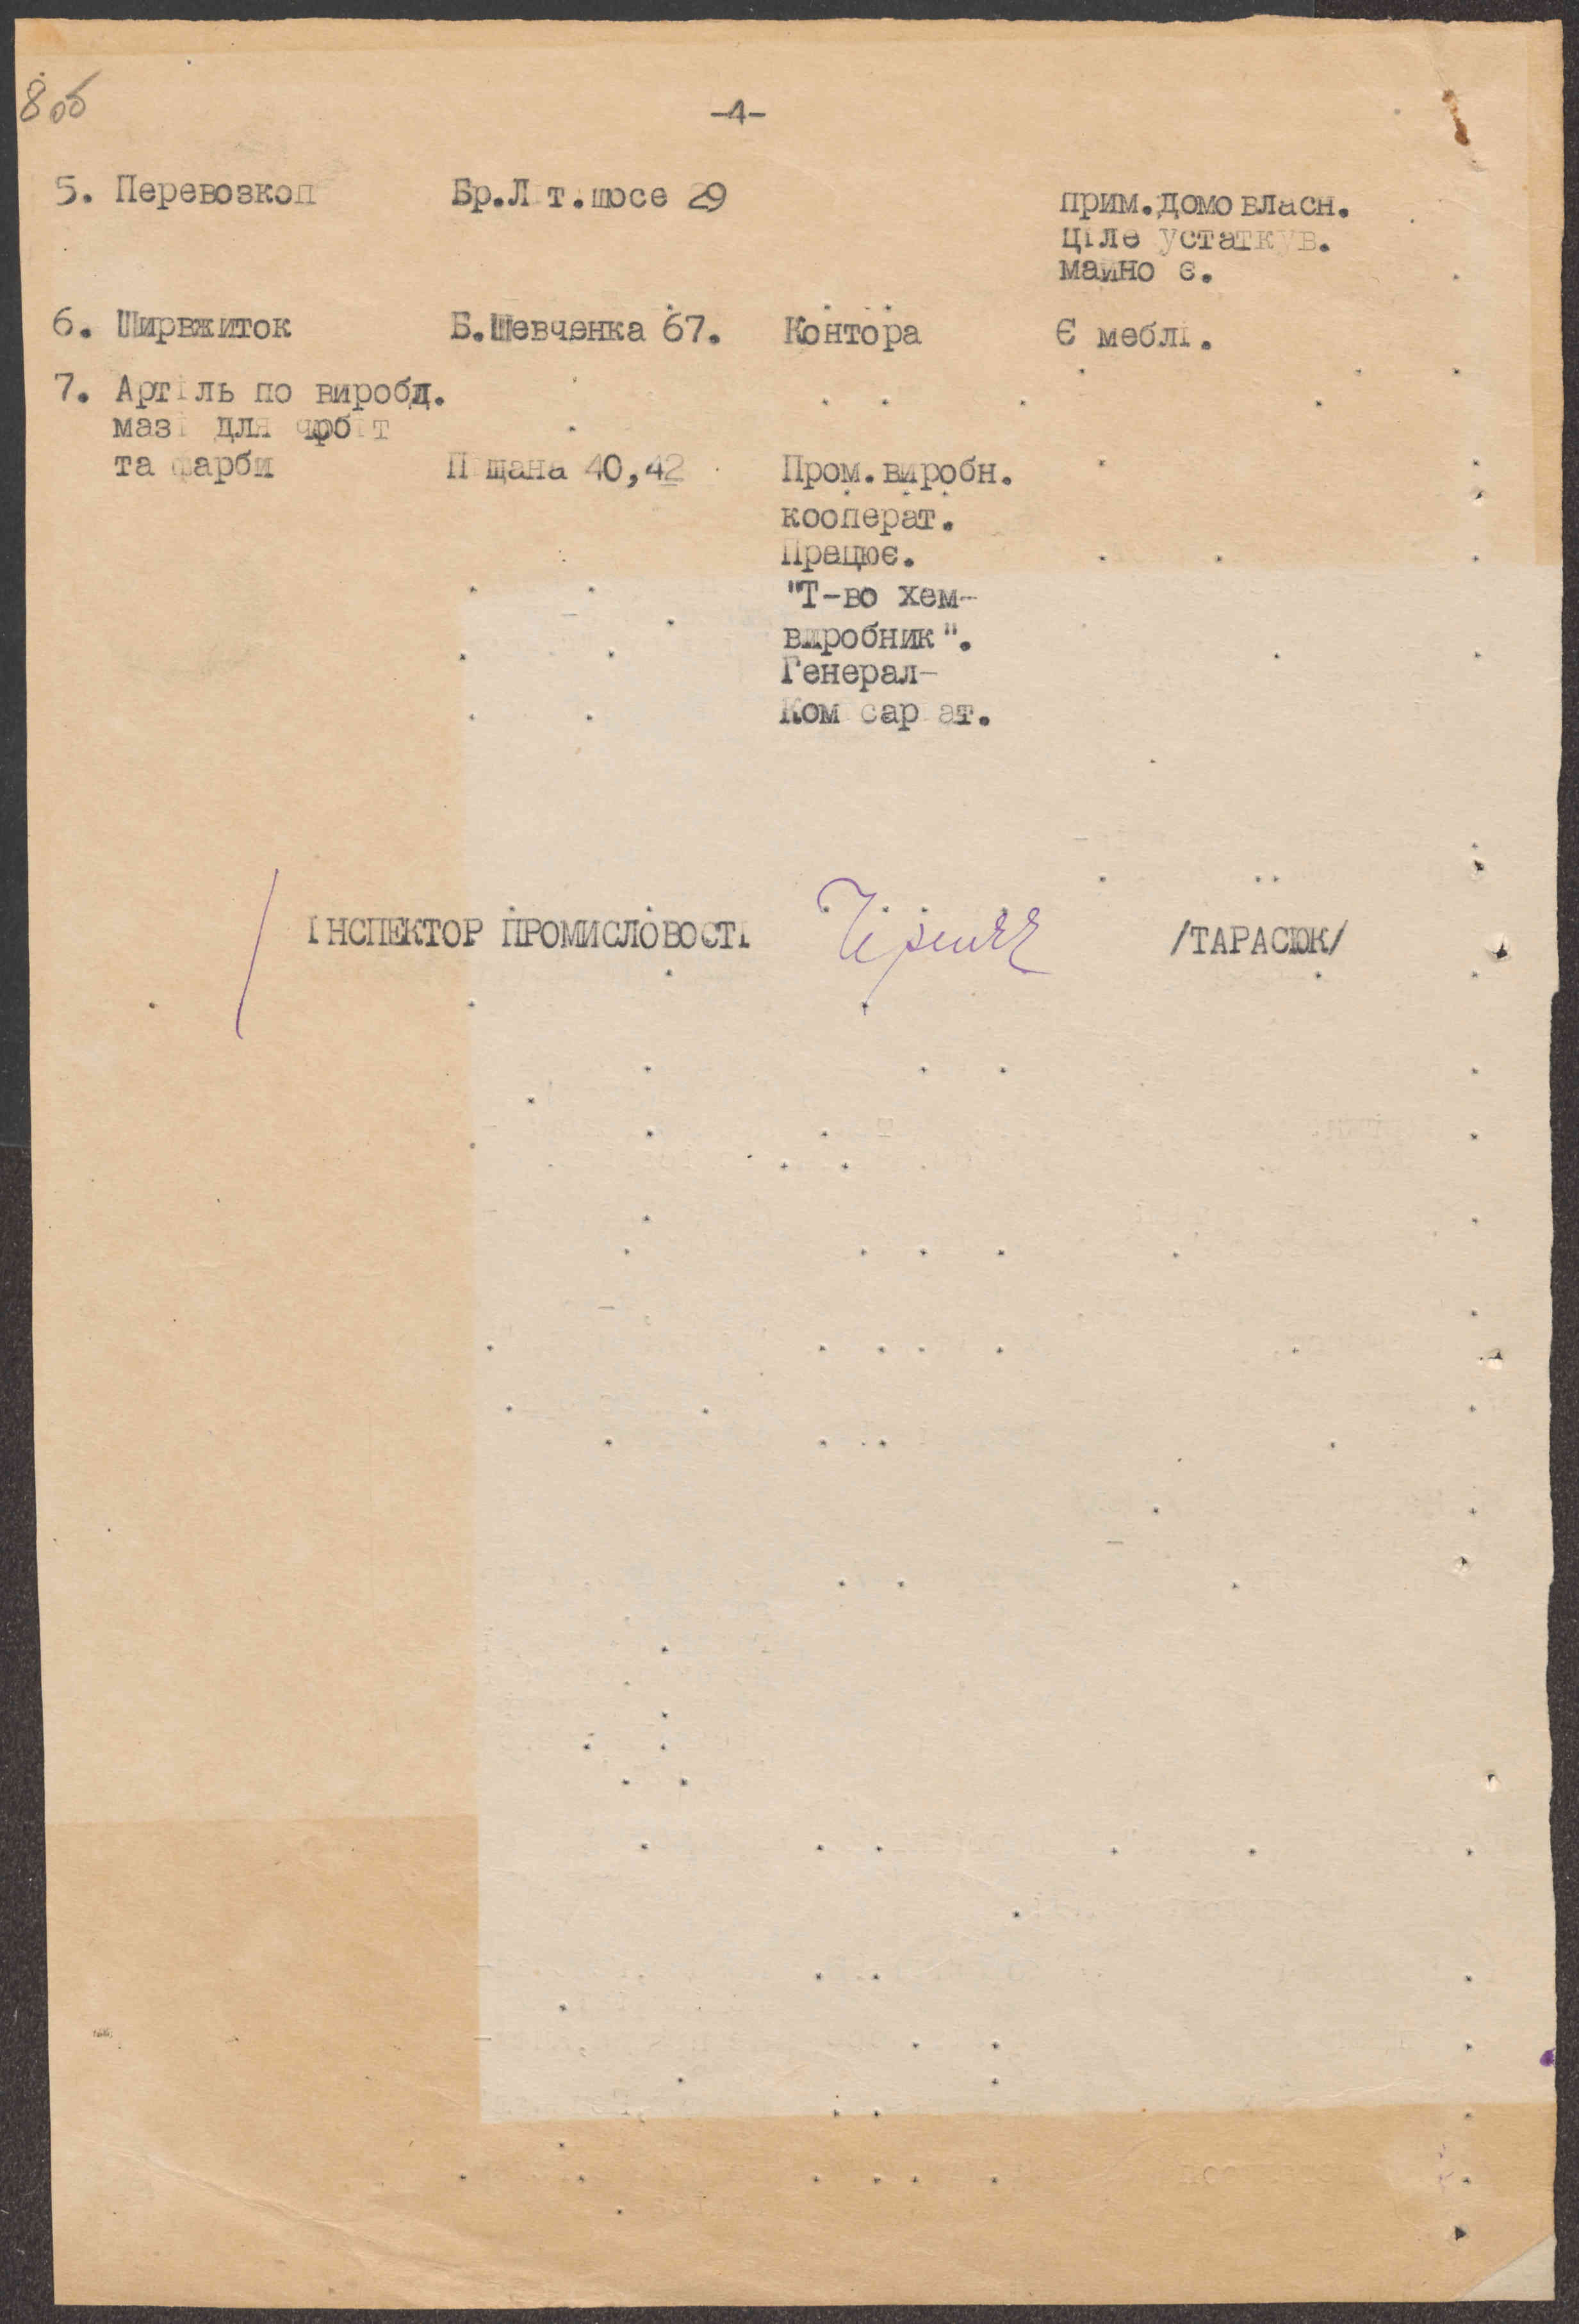 8об
-4-
5. Перевозкоп Бр.Літ.шосе 29 прим.домовласн.
ціле устаткув.
майно є.
6. Ширвжиток Б.Шевченка 67. Контора Є меблі.
7. Артіль по виробд.
мазі для чобіт
та фарби Піщана 40,42 Пром.виробн.
кооперат.
Працює.
"Т-во хем-
виробник".
Генерал-
Комісаріат.
ІНСПЕКТОР ПРОМИСЛОВОСТІ /ТАРАСЮК/